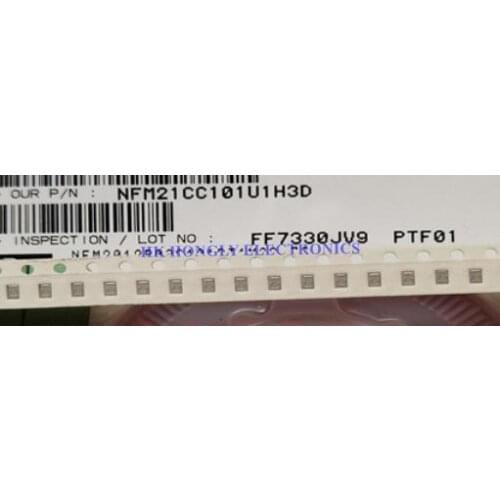 OUR P/N : NFM21CC101U1H3D
INSPECTION / LOT NO : FF7330JV9 PTF01
HK HONGLY ELECTRONICS